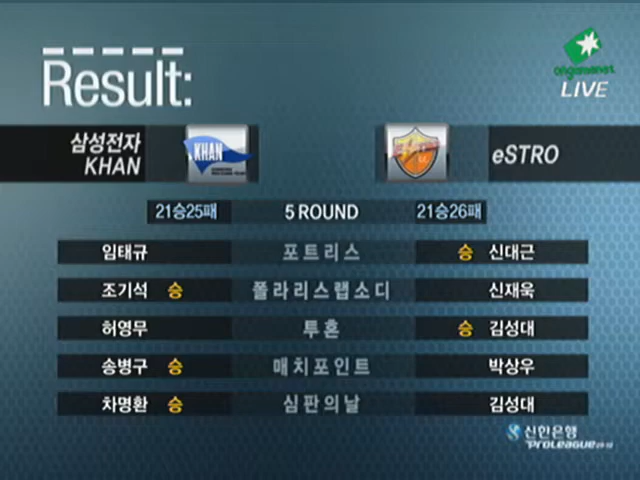 Result:
ongamenet
LIVE
삼성전자
KHAN
KHAN
eSTRO
21승25패 5 ROUND 21승26패
임태규 포트리스 승 신대근
조기석 승 폴라리스랩소디 신재욱
허영무 투혼 승 김성대
송병구 승 매치포인트 박상우
차명환 승 심판의날 김성대
신한은행
PROLEAGUE 09-10